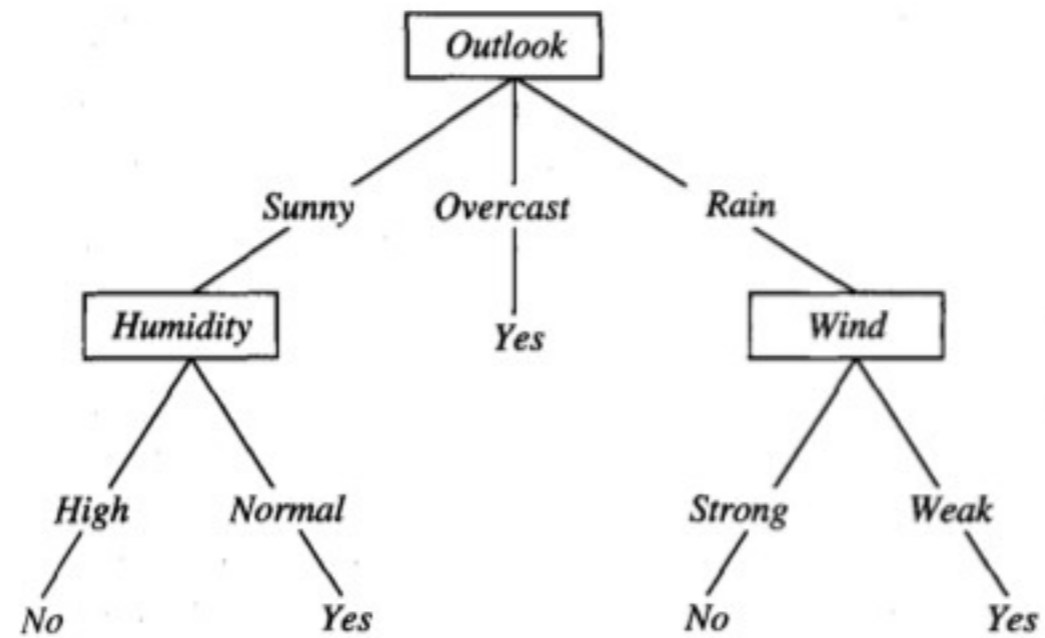 Outlook
Sunny Overcast Rain
Humidity Yes Wind
High Normal Strong Weak
No Yes No Yes